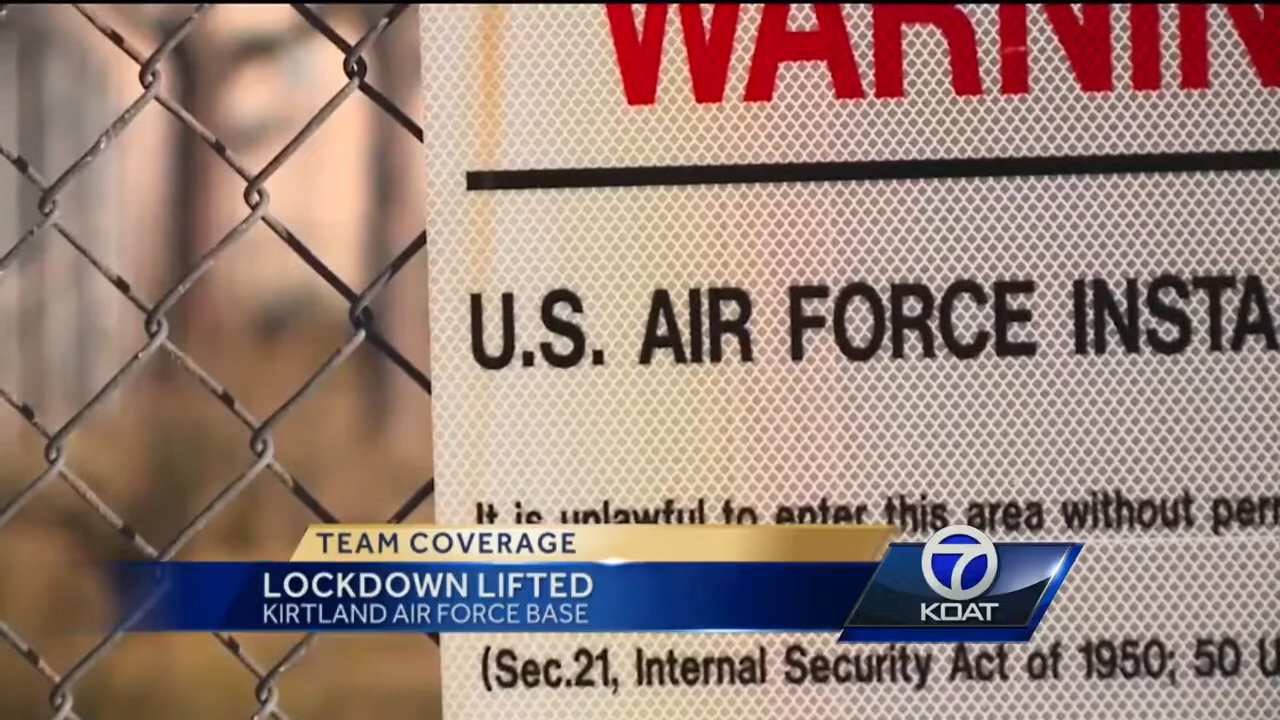 WARNIN
U.S. AIR FORCE INSTA
It is unlawful to enter this area without per
TEAM COVERAGE
LOCKDOWN LIFTED
KIRTLAND AIR FORCE BASE
7
KOAT
(Sec.21, Internal Security Act of 1950; 50 U